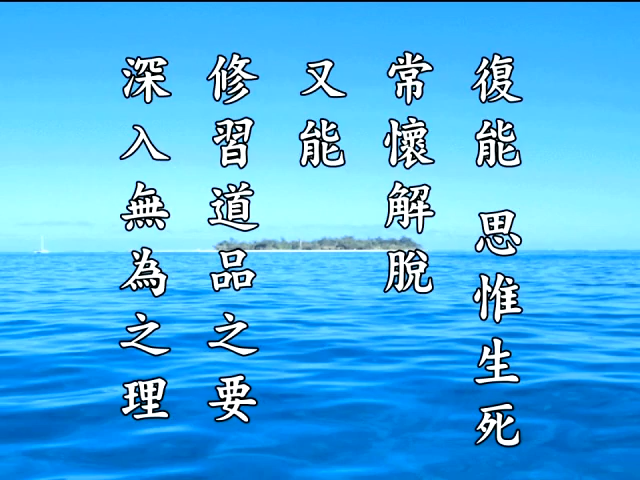 復能 思惟生死
常懷解脫
又能
修習道品之要
深入無為之理